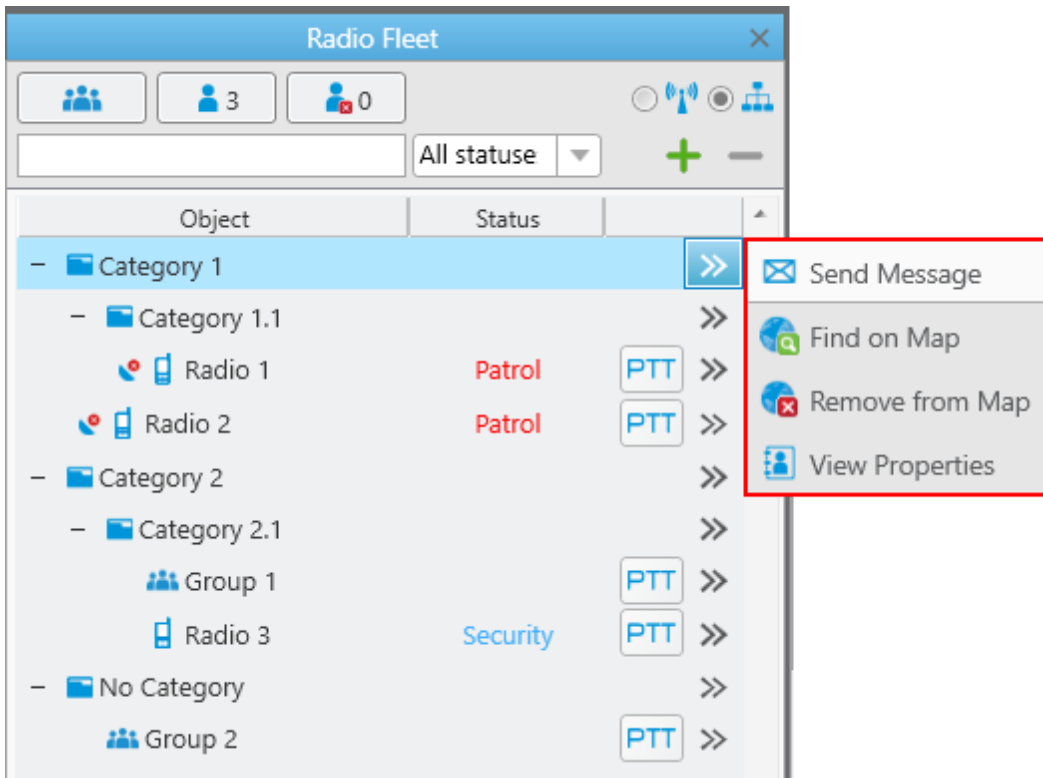 Radio Fleet
3
0
All statuse
Object Status
Category 1
Send Message
Category 1.1
Find on Map
Radio 1 Patrol PTT
Remove from Map
Radio 2 Patrol PTT
View Properties
Category 2
Category 2.1
Group 1 PTT
Radio 3 Security PTT
No Category
Group 2 PTT